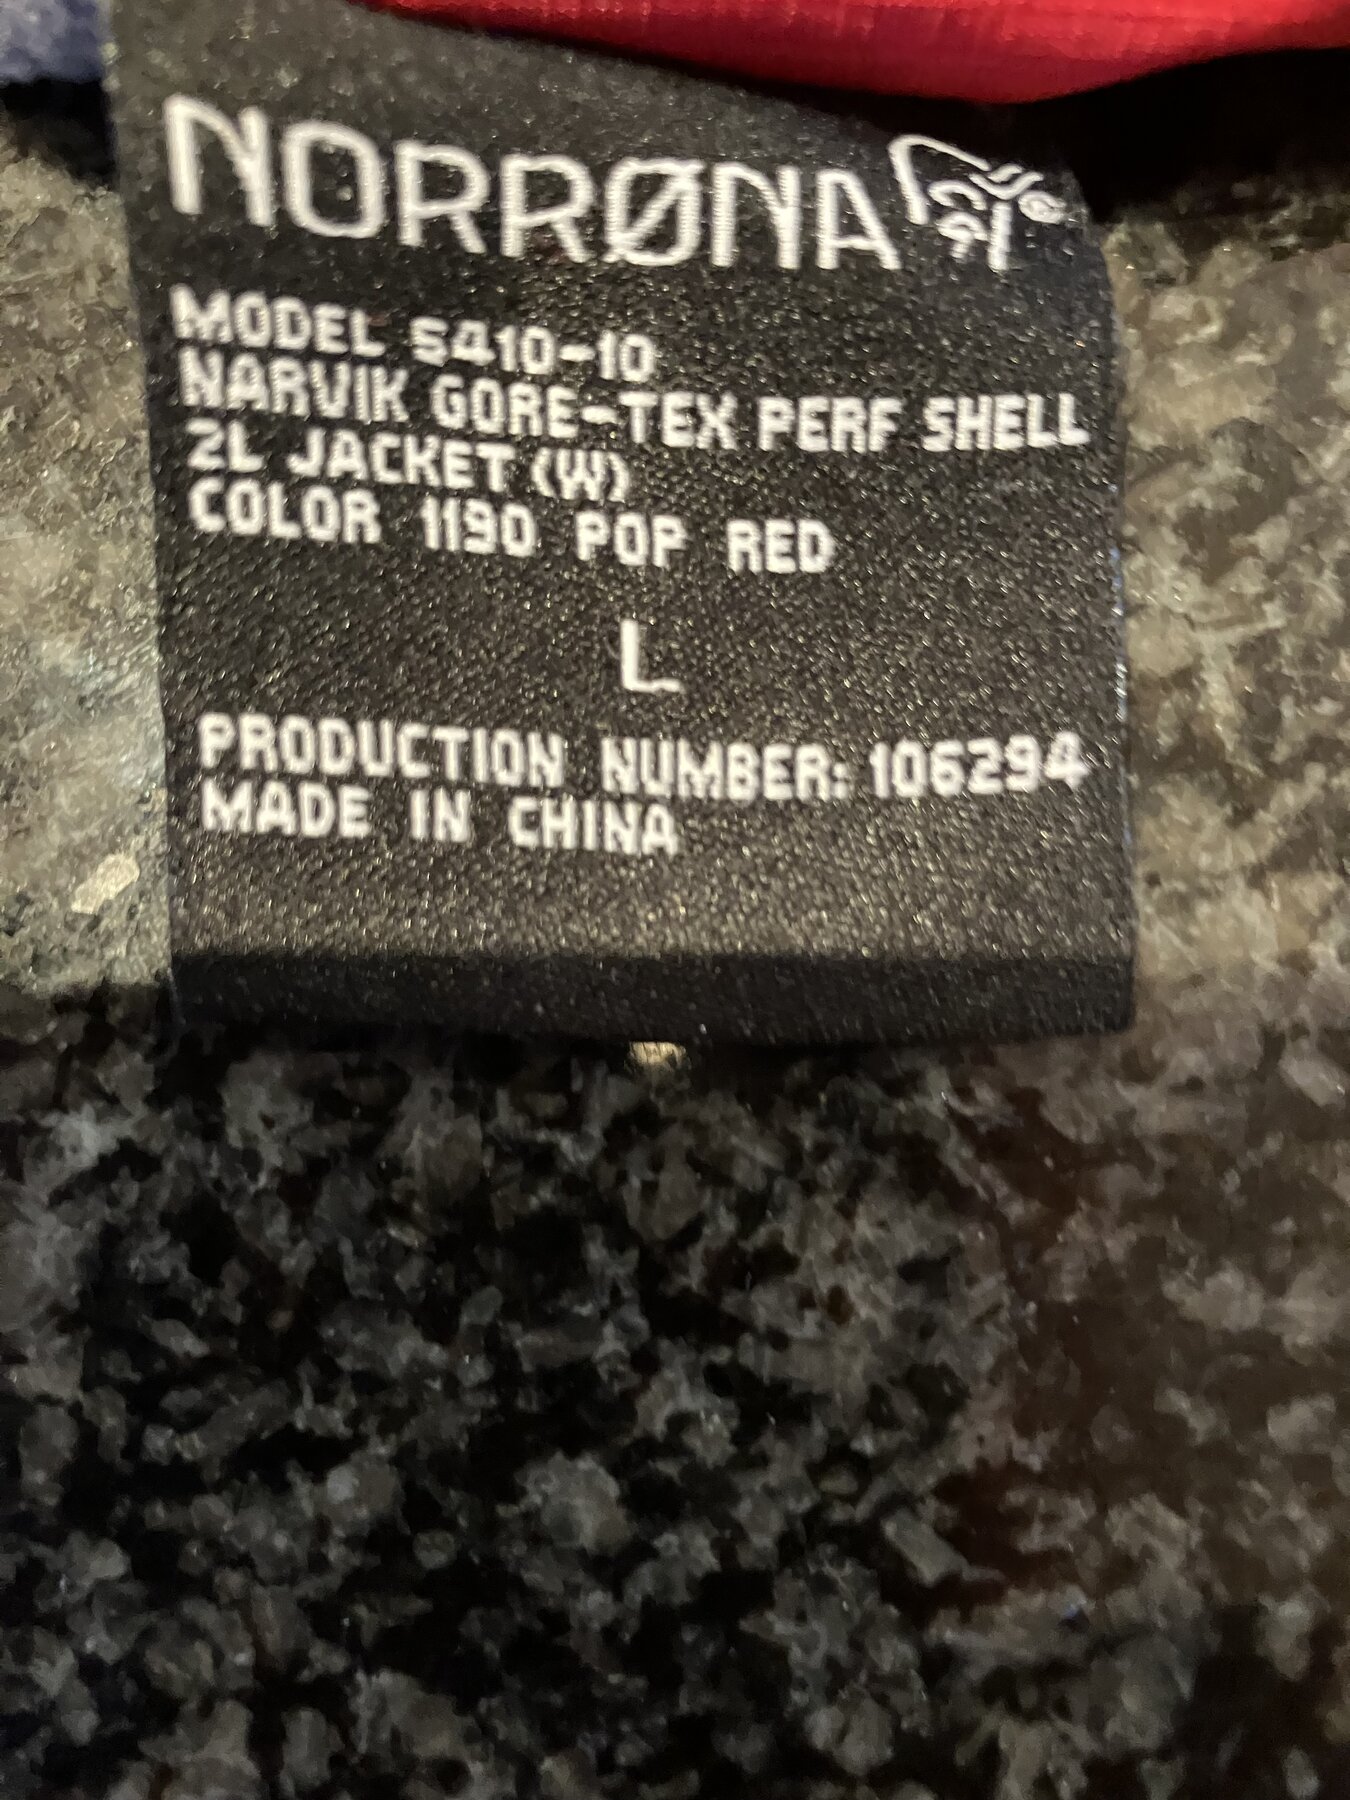 NORRØNA
MODEL 5410-10
NARVIK GORE-TEX PERF SHELL
2L JACKET (W)
COLOR 1190 POP RED
L
PRODUCTION NUMBER: 106294
MADE IN CHINA